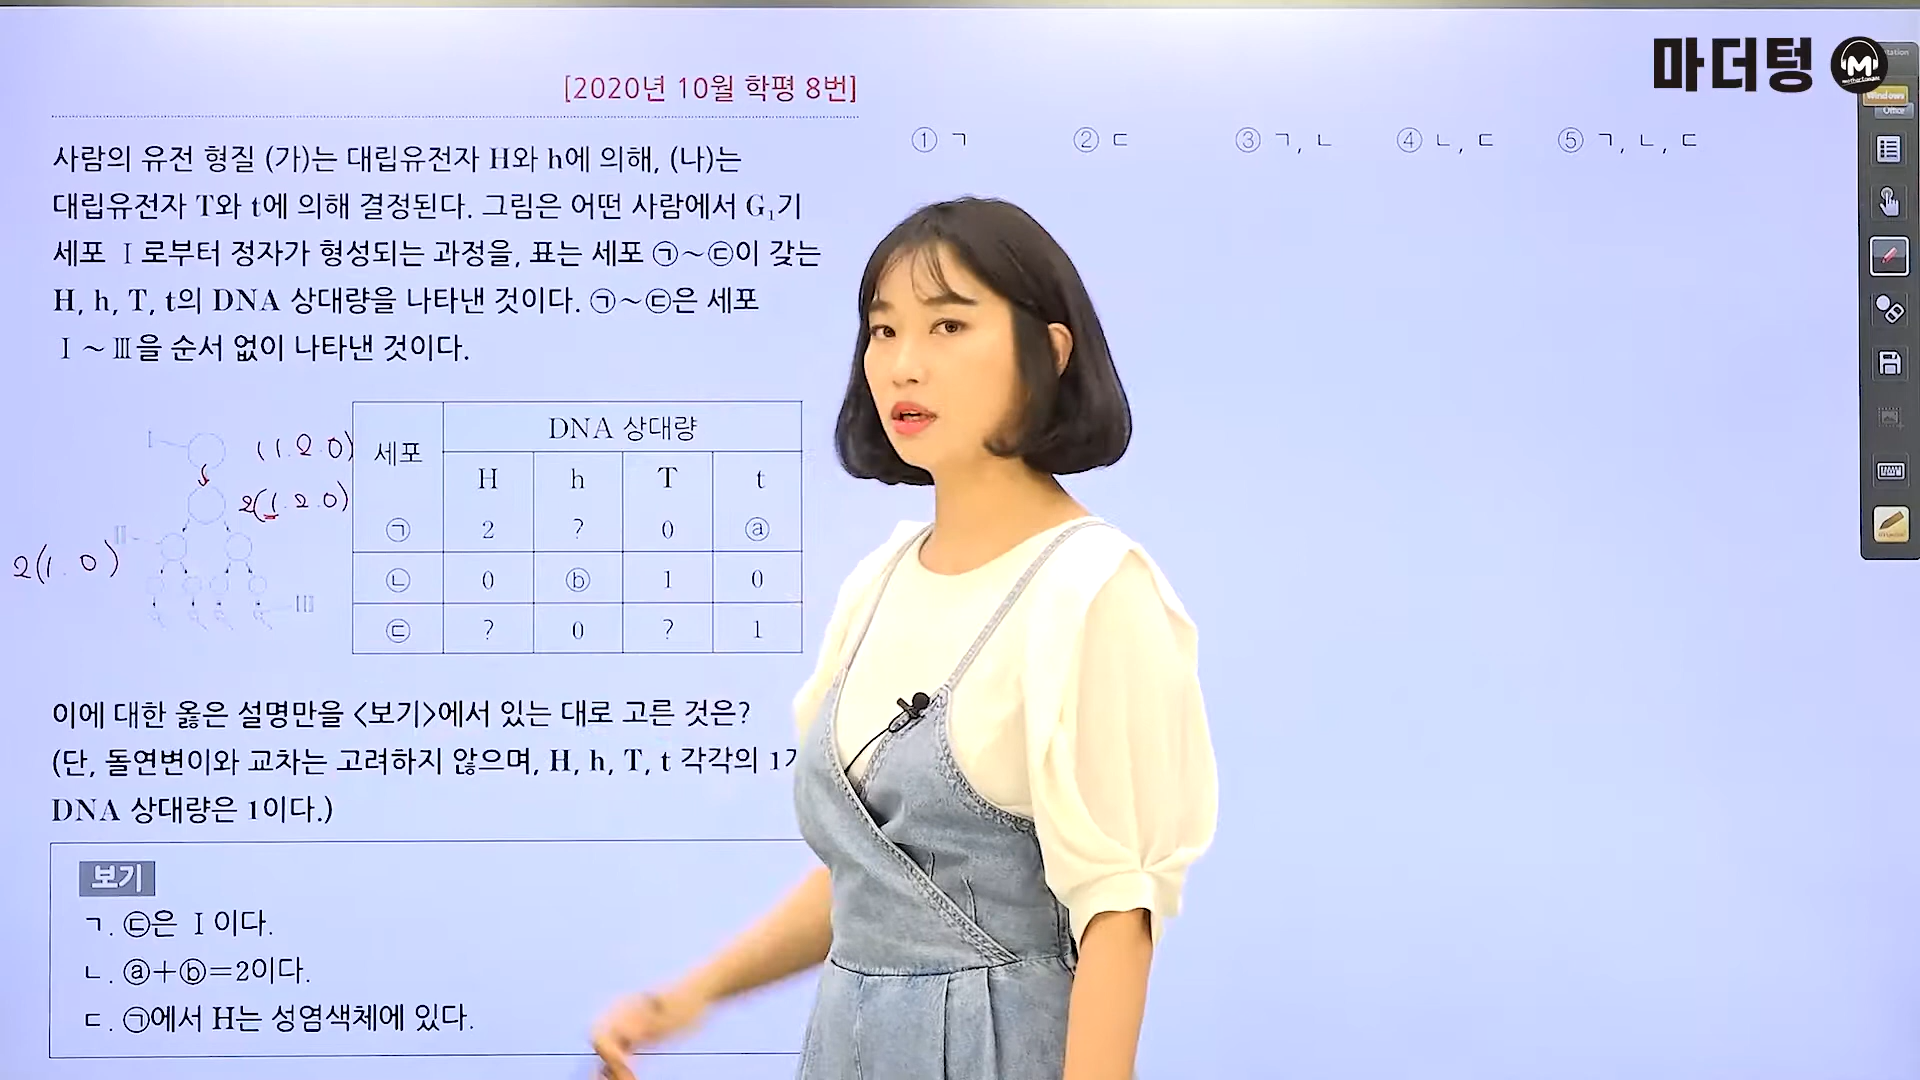 마더텅
[2020년 10월 학평 8번]
① ㄱ ② ㄷ ③ ㄱ, ㄴ ④ ㄴ, ㄷ ⑤ ㄱ, ㄴ, ㄷ
사람의 유전 형질 (가)는 대립유전자 H와 h에 의해, (나)는
대립유전자 T와 t에 의해 결정된다. 그림은 어떤 사람에서 G₁기
세포 Ⅰ로부터 정자가 형성되는 과정을, 표는 세포 ㉠~㉢이 갖는
H, h, T, t의 DNA 상대량을 나타낸 것이다. ㉠~㉢은 세포
Ⅰ~Ⅲ을 순서 없이 나타낸 것이다.
Ⅰ (1.2.0)
2(1.2.0)
Ⅱ
2(1.0)
Ⅲ
세포 DNA 상대량
H h T t
㉠ 2 ? 0 ⓐ
㉡ 0 ⓑ 1 0
㉢ ? 0 ? 1
이에 대한 옳은 설명만을 <보기>에서 있는 대로 고른 것은?
(단, 돌연변이와 교차는 고려하지 않으며, H, h, T, t 각각의 1
DNA 상대량은 1이다.)
보기
ㄱ. ㉢은 Ⅰ이다.
ㄴ. ⓐ+ⓑ=2이다.
ㄷ. ㉠에서 H는 성염색체에 있다.
Windows